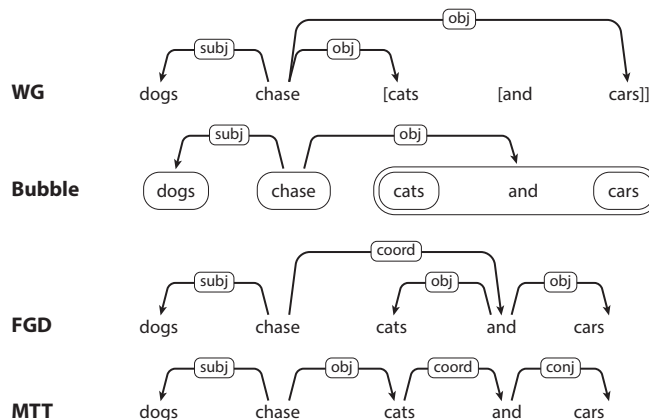 obj
subj obj
WG dogs chase [cats [and cars]]
subj obj
Bubble dogs chase cats and cars
coord
subj obj obj
FGD dogs chase cats and cars
subj obj coord conj
MTT dogs chase cats and cars